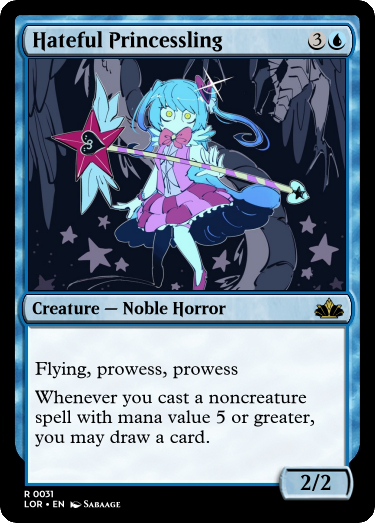 Hateful Princessling 3
Creature — Noble Horror
Flying, prowess, prowess
Whenever you cast a noncreature
spell with mana value 5 or greater,
you may draw a card.
2/2
R 0031
LOR • EN Sabaage